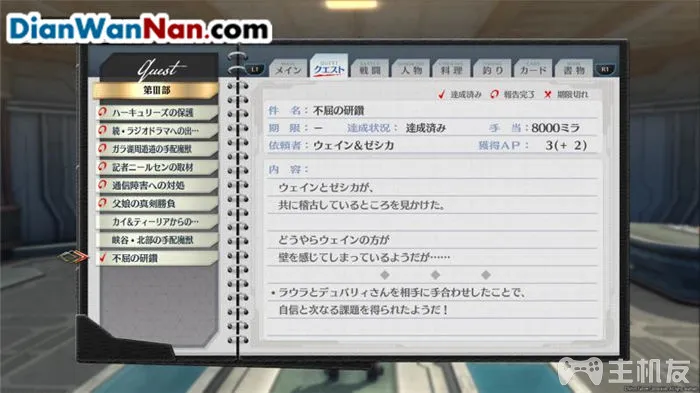 DianWanNan.com
quest
第Ⅲ部
ハーキュリーズの保護
続・ラジオドラマへの出…
ガラ湖周遊道の手配魔獣
記者ニールセンの取材
通信障害への対処
父娘の真剣勝負
カイ&ティーリアからの…
峡谷・北部の手配魔獣
不屈の研鑽
L1 メイン クエスト 戦闘 人物 料理 釣り カード 書物 R1
達成済み 報告完了 期限切れ
件 名:不屈の研鑽
期 限:− 達成状況:達成済み 手 当:8000ミラ
依頼者:ウェイン&ゼシカ 獲得AP: 3(+ 2)
内 容:
ウェインとゼシカが、
共に稽古しているところを見かけた。
どうやらウェインの方が
壁を感じてしまっているようだが……
・ラウラとデュバリィさんを相手に手合わせしたことで、
自信と次なる課題を得られたようだ!
主机友